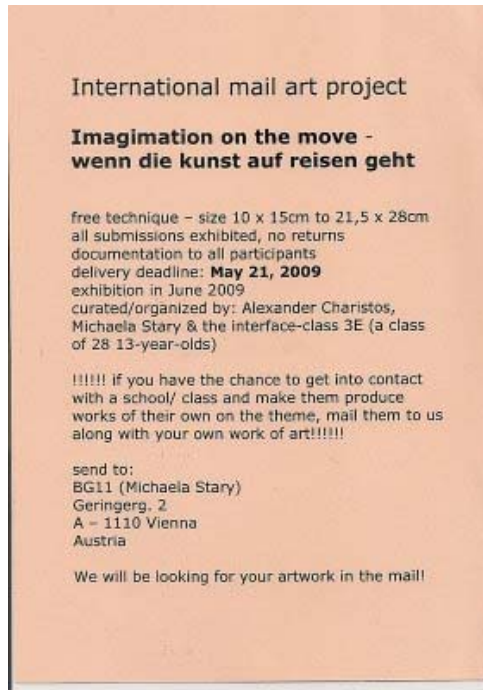 International mail art project
Imagimation on the move -
wenn die kunst auf reisen geht
free technique – size 10 x 15cm to 21,5 x 28cm
all submissions exhibited, no returns
documentation to all participants
delivery deadline: May 21, 2009
exhibition in June 2009
curated/organized by: Alexander Charistos,
Michaela Stary & the interface-class 3E (a class
of 28 13-year-olds)
!!!!!! if you have the chance to get into contact
with a school/ class and make them produce
works of their own on the theme, mail them to us
along with your own work of art!!!!!!
send to:
BG11 (Michaela Stary)
Geringerg. 2
A – 1110 Vienna
Austria
We will be looking for your artwork in the mail!